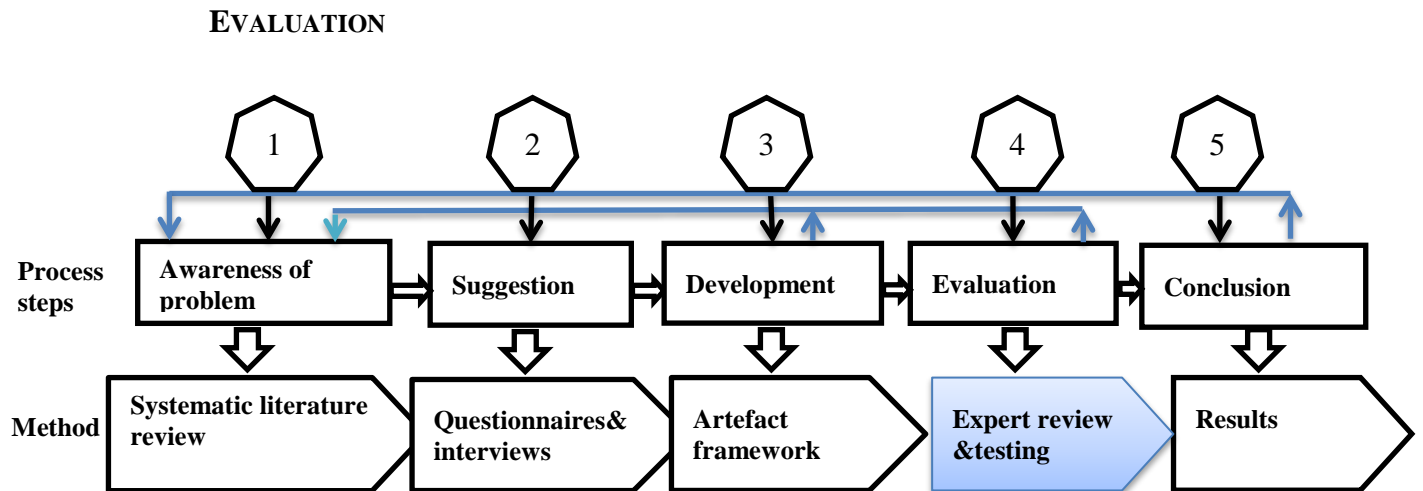 EVALUATION
1
2
3
4
5
Process
steps
Awareness of
problem
Suggestion
Development
Evaluation
Conclusion
Method
Systematic literature
review
Questionnaires&
interviews
Artefact
framework
Expert review
&testing
Results